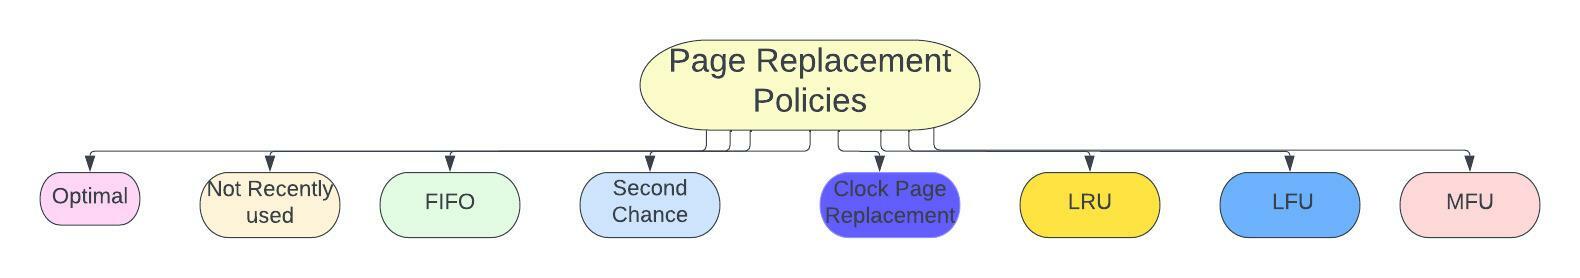 Page Replacement
Policies
Optimal
Not Recently
used
FIFO
Second
Chance
Clock Page
Replacement
LRU
LFU
MFU